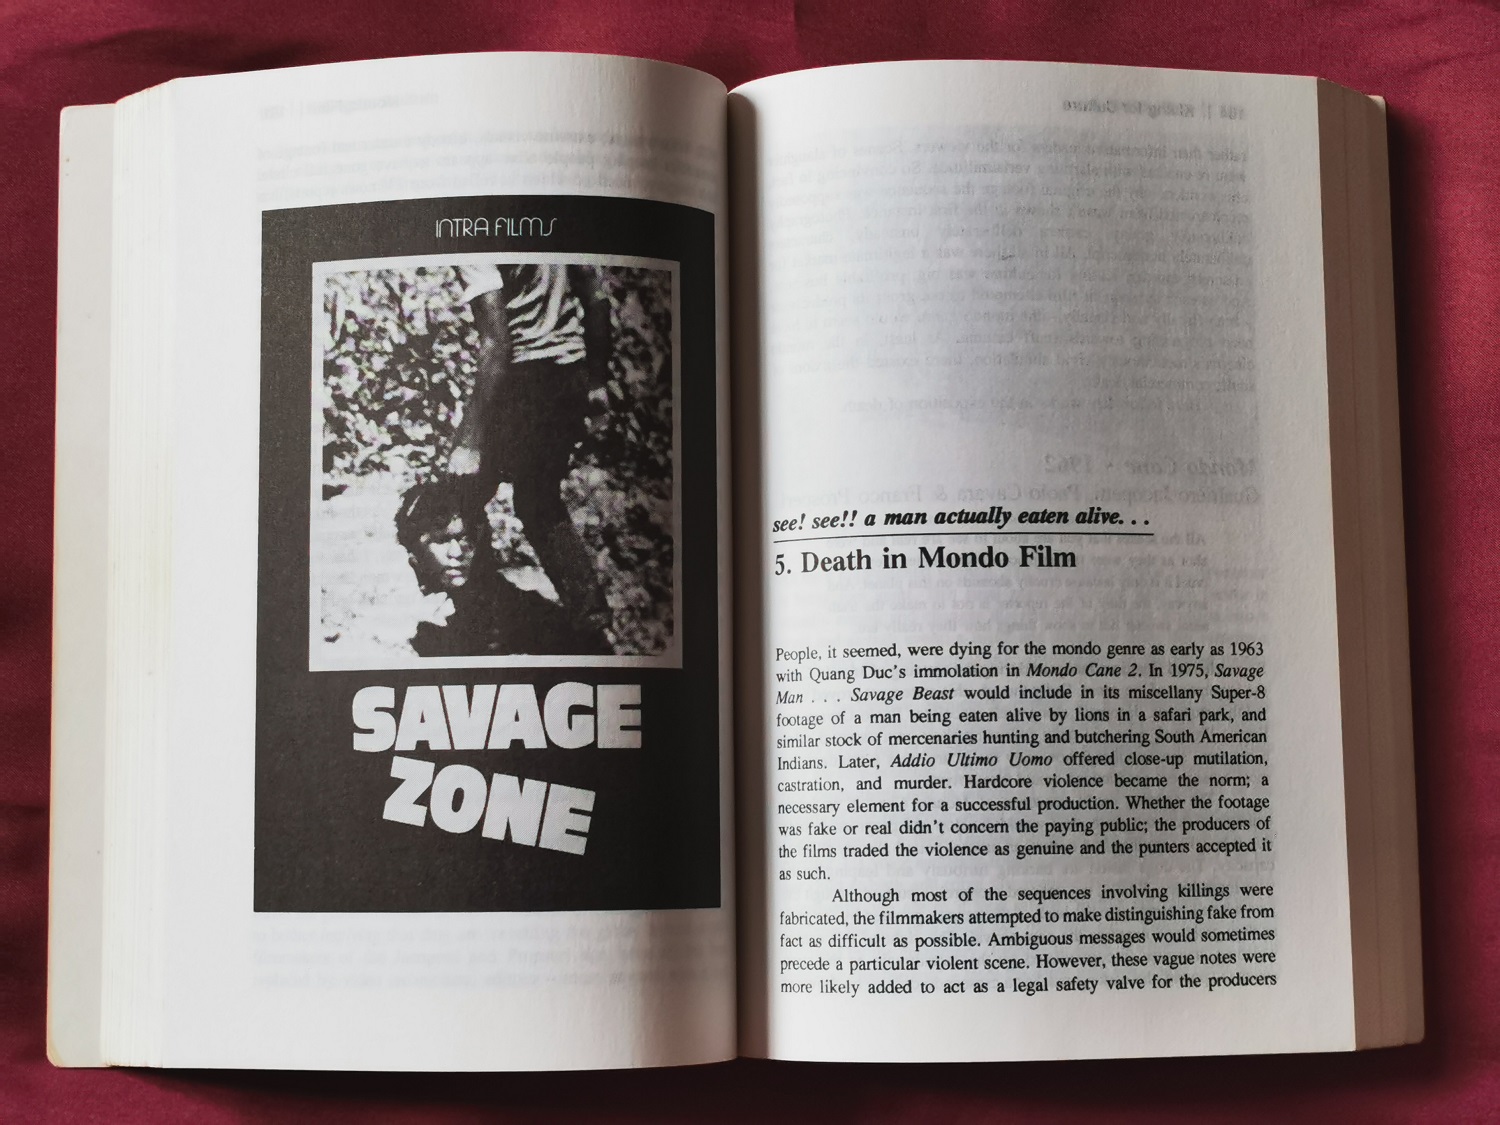 INTRA FILMS
SAVAGE
ZONE
see! see!! a man actually eaten alive. . .
5. Death in Mondo Film
People, it seemed, were dying for the mondo genre as early as 1963
with Quang Duc's immolation in Mondo Cane 2. In 1975, Savage
Man . . . Savage Beast would include in its miscellany Super-8
footage of a man being eaten alive by lions in a safari park, and
similar stock of mercenaries hunting and butchering South American
Indians. Later, Addio Ultimo Uomo offered close-up mutilation,
castration, and murder. Hardcore violence became the norm; a
necessary element for a successful production. Whether the footage
was fake or real didn't concern the paying public; the producers of
the films traded the violence as genuine and the punters accepted it
as such.
Although most of the sequences involving killings were
fabricated, the filmmakers attempted to make distinguishing fake from
fact as difficult as possible. Ambiguous messages would sometimes
precede a particular violent scene. However, these vague notes were
more likely added to act as a legal safety valve for the producers